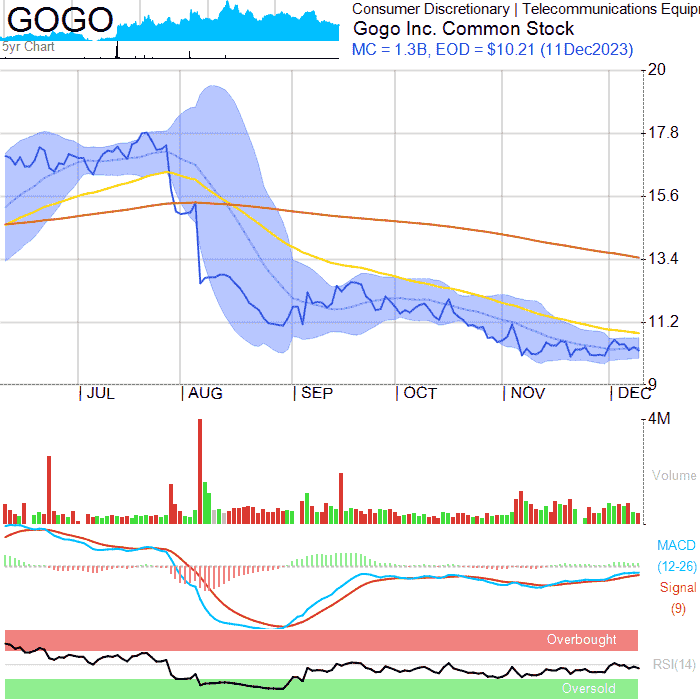 GOGO
5yr Chart
Consumer Discretionary | Telecommunications Equip
Gogo Inc. Common Stock
MC = 1.3B, EOD = $10.21 (11Dec2023)
20
17.8
15.6
13.4
11.2
9
JUL AUG SEP OCT NOV DEC
4M
Volume
MACD
(12-26)
Signal
(9)
Overbought
RSI(14)
Oversold